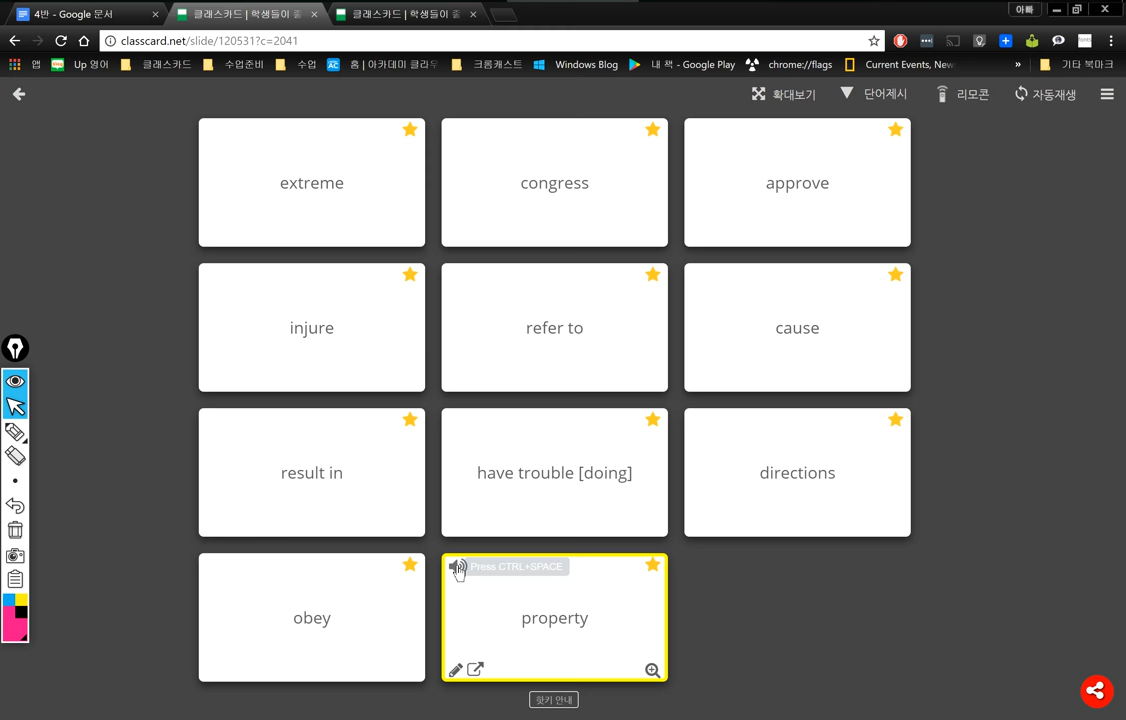 4반 - Google 문서
클래스카드 | 학생들이 좋
클래스카드 | 학생들이 좋
아빠
classcard.net/slide/120531?c=2041
앱
Up 영어
클래스카드
수업준비
수업
홈 | 아카데미 클라우
크롬캐스트
Windows Blog
내 책 - Google Play
chrome://flags
Current Events, New
»
기타 북마크
확대보기
단어제시
리모콘
자동재생
extreme
congress
approve
injure
refer to
cause
result in
have trouble [doing]
directions
obey
Press CTRL+SPACE
property
핫키 안내